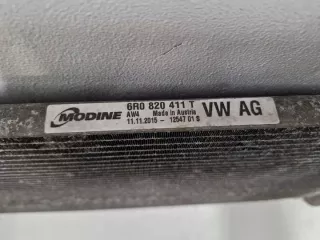 MODINE
6R0 820 411 T
AW4 Made in Austria
11.11.2015 - 12547 01 S
VW AG